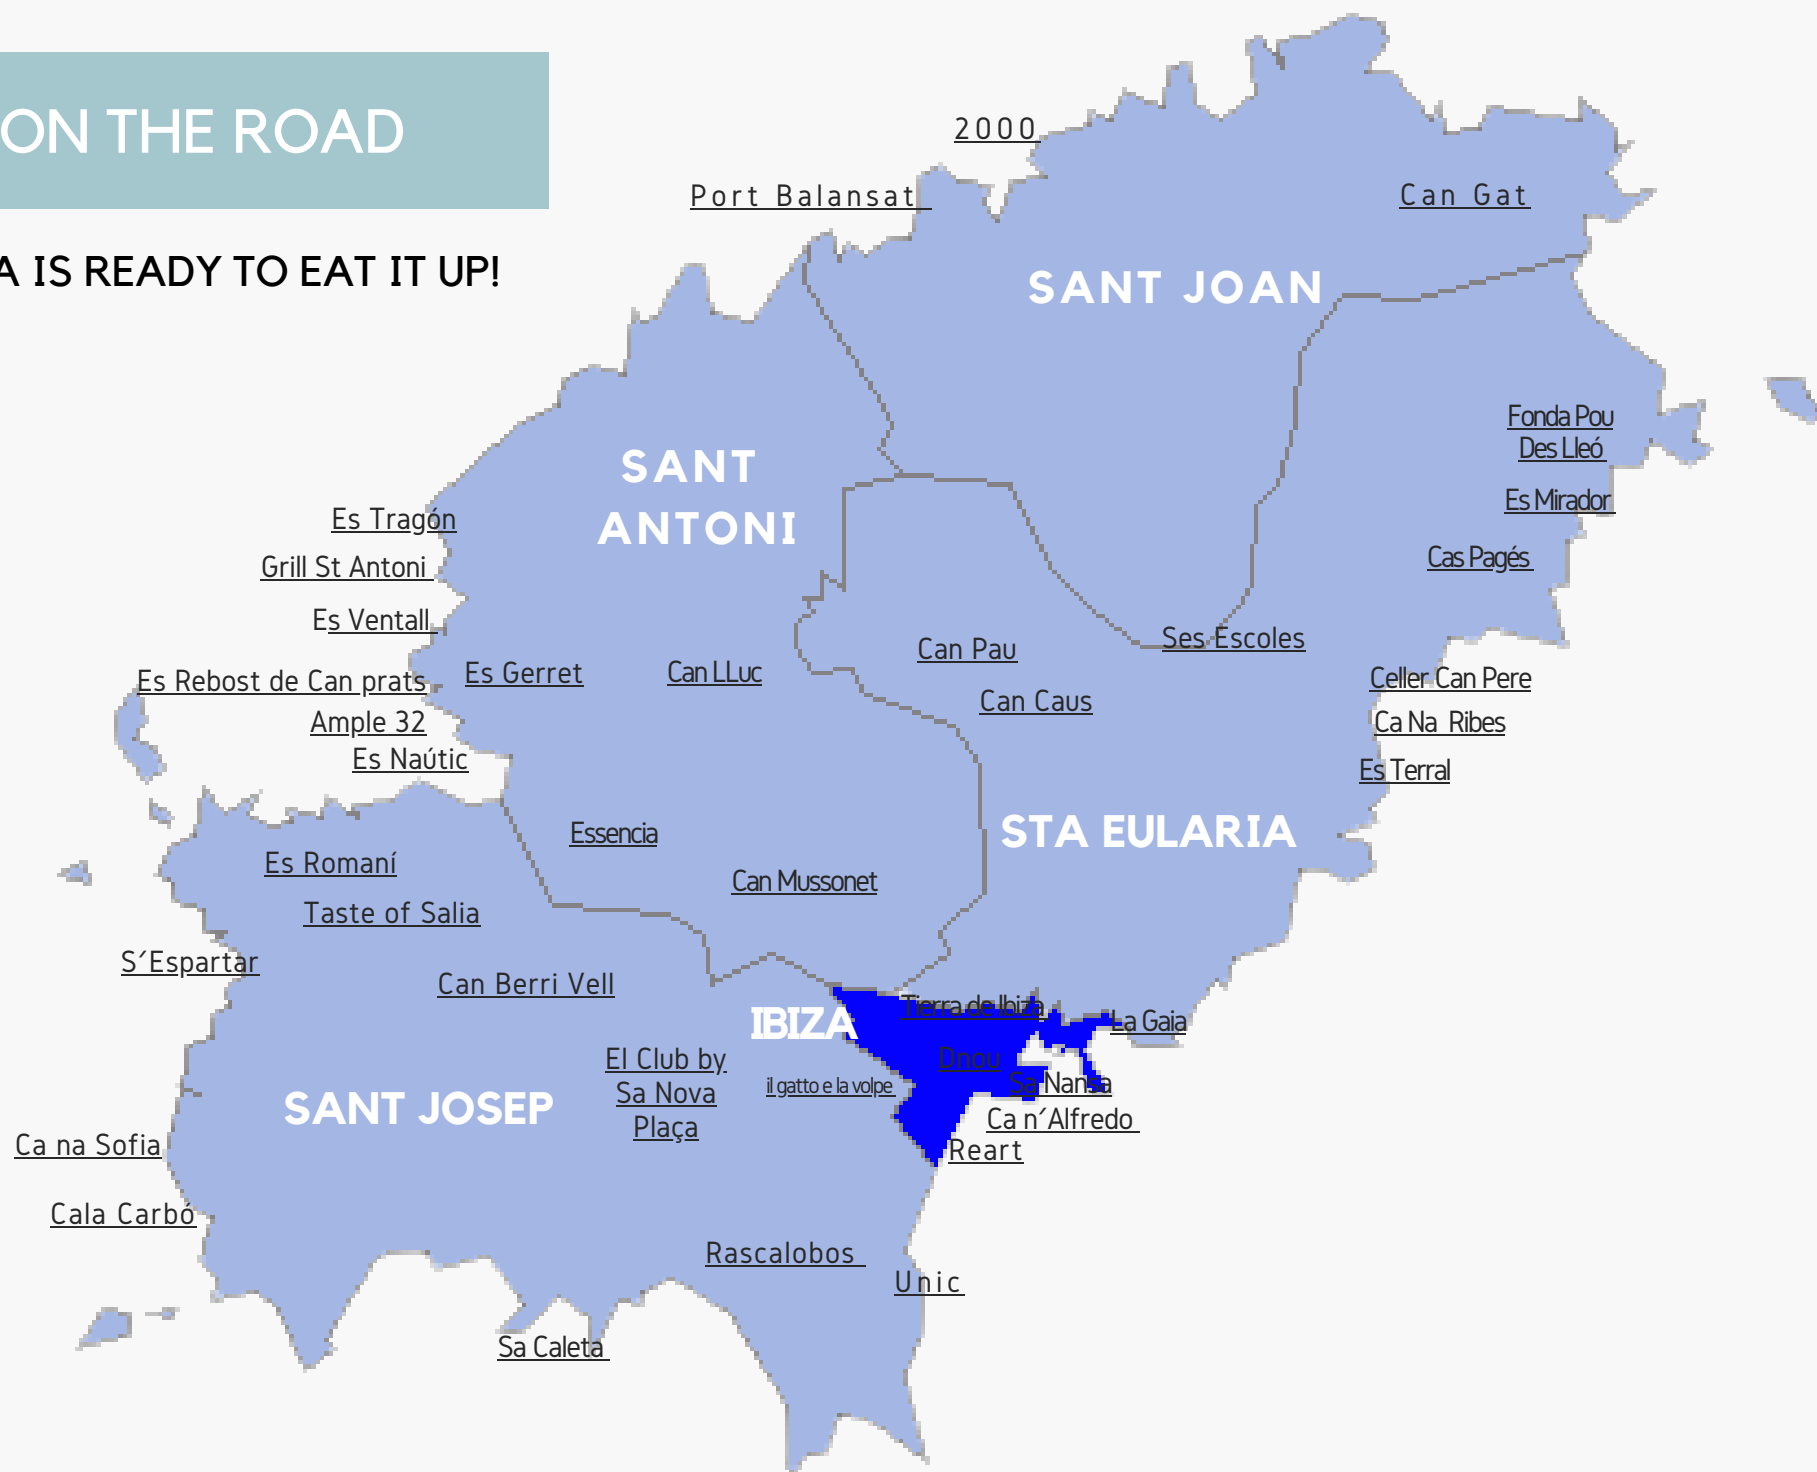 ON THE ROAD
A IS READY TO EAT IT UP!
2000
Port Balansat
Can Gat
SANT JOAN
Fonda Pou
Des Lleó
SANT
ANTONI
Es Mirador
Es Tragón
Cas Pagés
Grill St Antoni
Es Ventall
Ses Escoles
Can Pau
Es Rebost de Can prats
Es Gerret
Can LLuc
Celler Can Pere
Can Caus
Ample 32
Ca Na Ribes
Es Naútic
Es Terral
Essencia
STA EULARIA
Es Romaní
Can Mussonet
Taste of Salia
S´Espartar
Can Berri Vell
Tierra de Ibiza
IBIZA
La Gaia
El Club by
Sa Nova
Plaça
Dnou
il gatto e la volpe
Sa Nansa
SANT JOSEP
Ca n´Alfredo
Reart
Ca na Sofia
Cala Carbó
Rascalobos
Unic
Sa Caleta